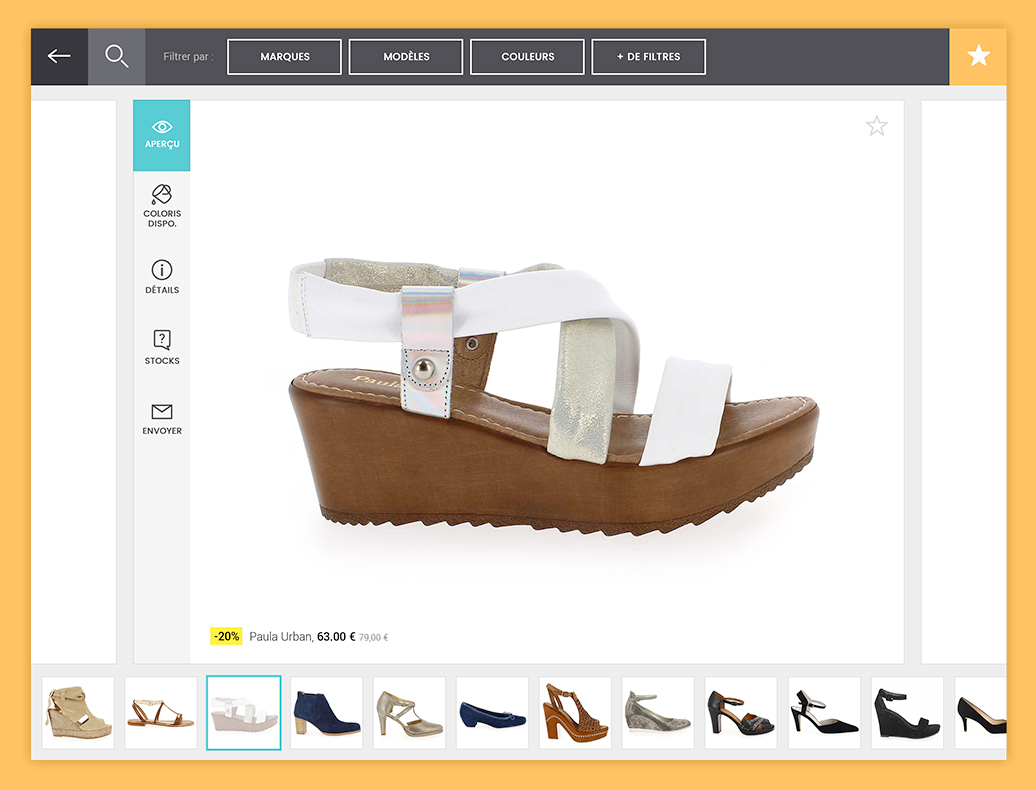 Filtrer par :
MARQUES
MODÈLES
COULEURS
+ DE FILTRES
APERÇU
COLORIS
DISPO.
DÉTAILS
STOCKS
ENVOYER
Paula
-20% Paula Urban, 63.00 € 79,00 €